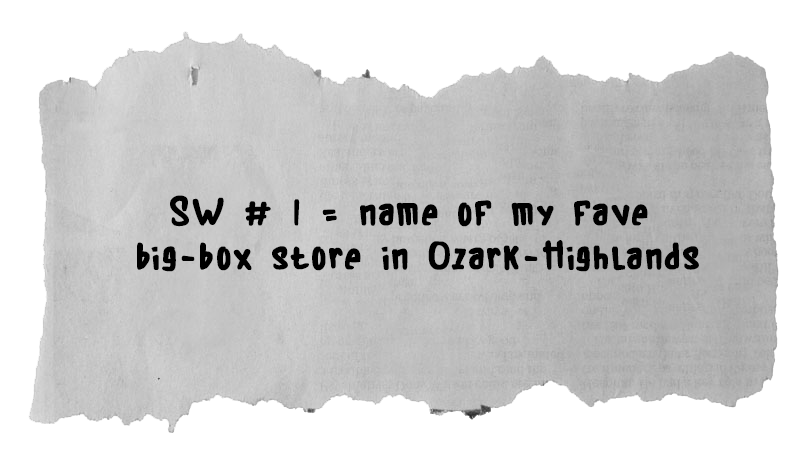 SW # 1 = name of my fave
big-box store in Ozark-Highlands